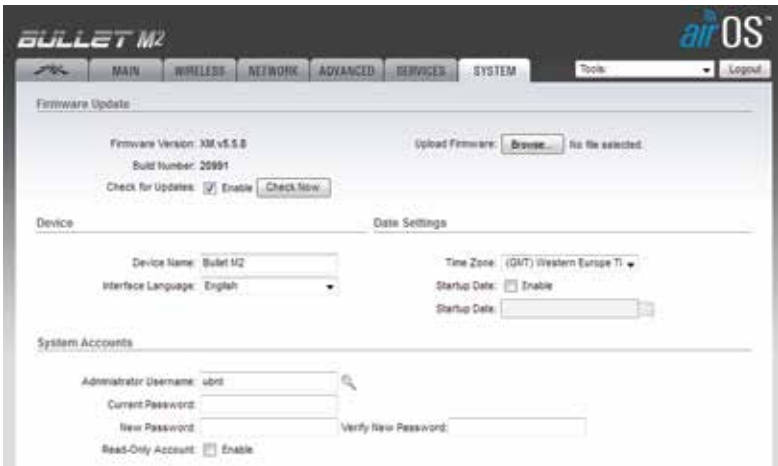 BULLET M2
airOS™
MAIN WIRELESS NETWORK ADVANCED SERVICES SYSTEM Tools: Logout
Firmware Update
Firmware Version: XM.v5.5.8 Upload Firmware: Browse... No file selected.
Build Number: 20991
Check for Updates: Enable Check Now
Device Date Settings
Device Name: Bullet M2 Time Zone: (GMT) Western Europe Ti
Interface Language: English Startup Date: Enable
Startup Date:
System Accounts
Administrator Username: ubnt
Current Password:
New Password: Verify New Password:
Read-Only Account: Enable